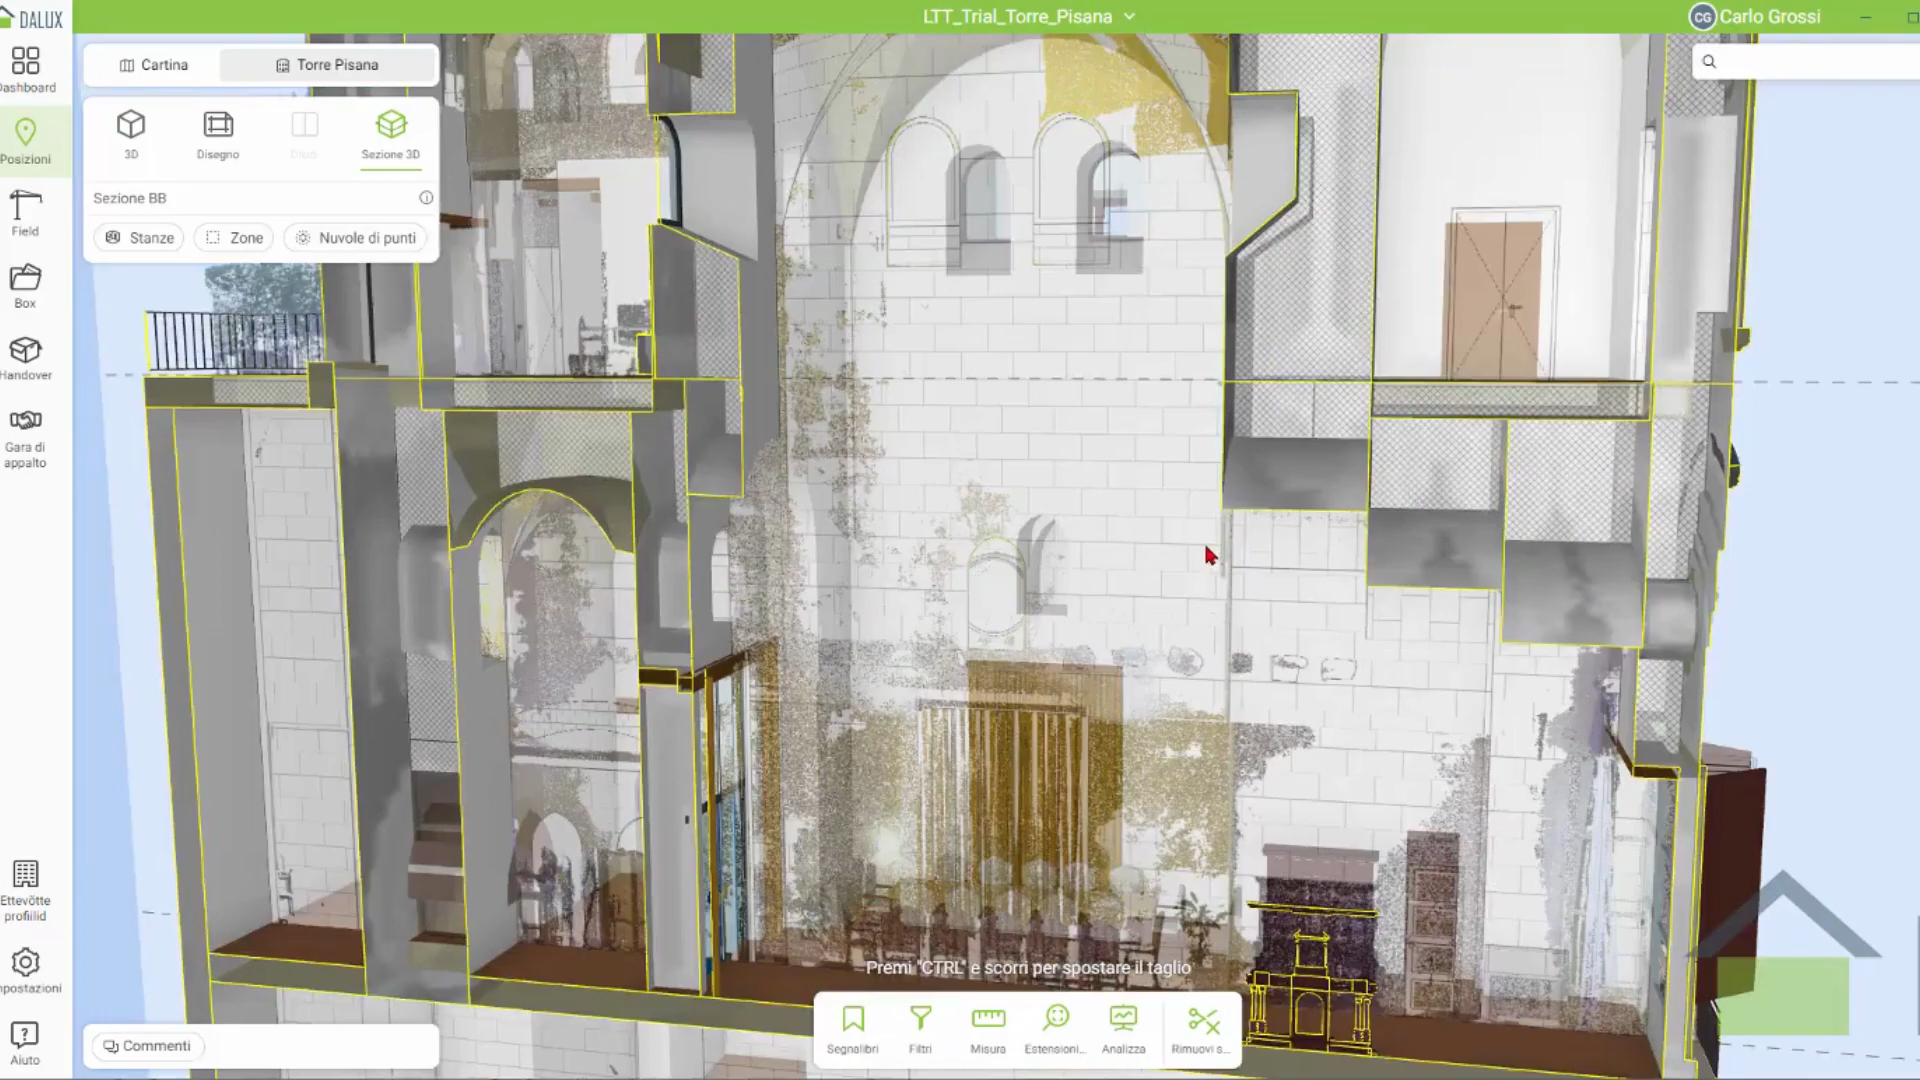 DALUX
LTT_Trial_Torre_Pisana
CG Carlo Grossi
Dashboard
Posizioni
Field
Box
Handover
Gara di
appalto
Ettevõtte
profiilid
mpostazioni
Aiuto
Cartina
Torre Pisana
3D
Disegno
Sezione 3D
Sezione BB
Stanze
Zone
Nuvole di punti
Premi "CTRL" e scorri per spostare il taglio
Segnalibri
Filtri
Misura
Estensioni...
Analizza
Rimuovi s...
Commenti